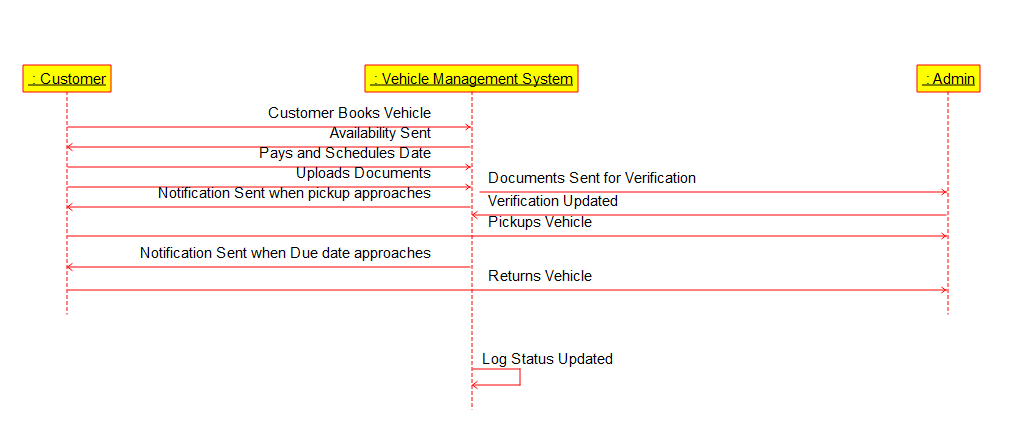 : Customer
: Vehicle Management System
: Admin
Customer Books Vehicle
Availability Sent
Pays and Schedules Date
Uploads Documents
Documents Sent for Verification
Notification Sent when pickup approaches
Verification Updated
Pickups Vehicle
Notification Sent when Due date approaches
Returns Vehicle
Log Status Updated